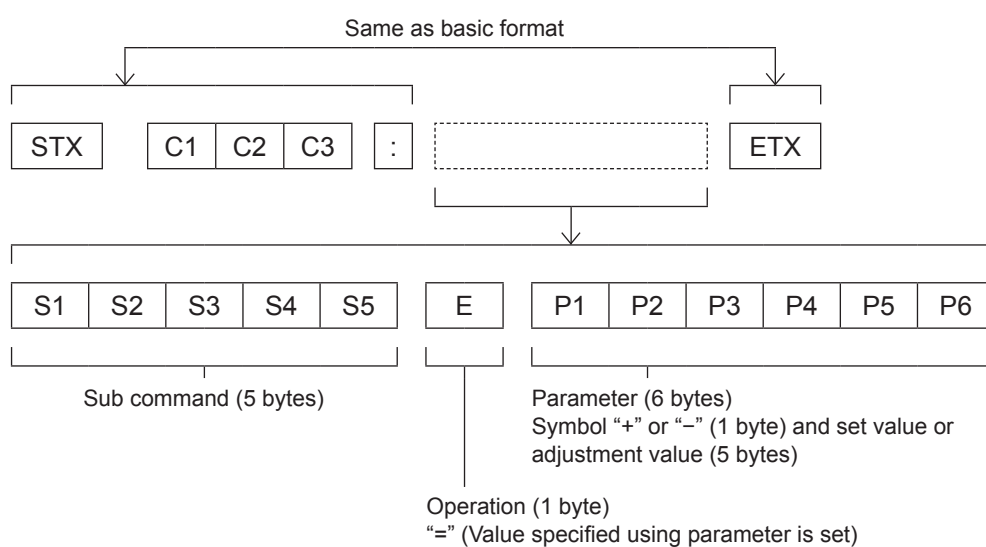 Same as basic format
STX C1 C2 C3 : ETX
S1 S2 S3 S4 S5 E P1 P2 P3 P4 P5 P6
Sub command (5 bytes)
Parameter (6 bytes)
Symbol “+” or “−” (1 byte) and set value or
adjustment value (5 bytes)
Operation (1 byte)
“=” (Value specified using parameter is set)